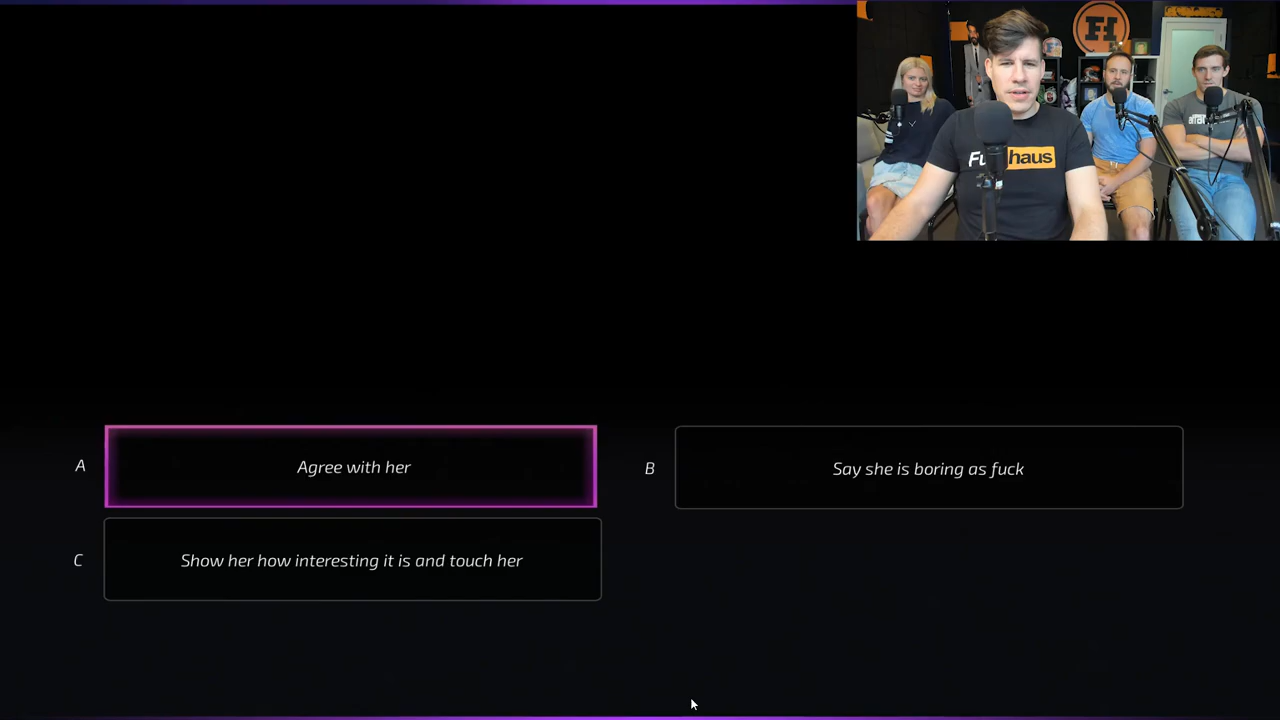 Fu haus
A
Agree with her
B
Say she is boring as fuck
C
Show her how interesting it is and touch her